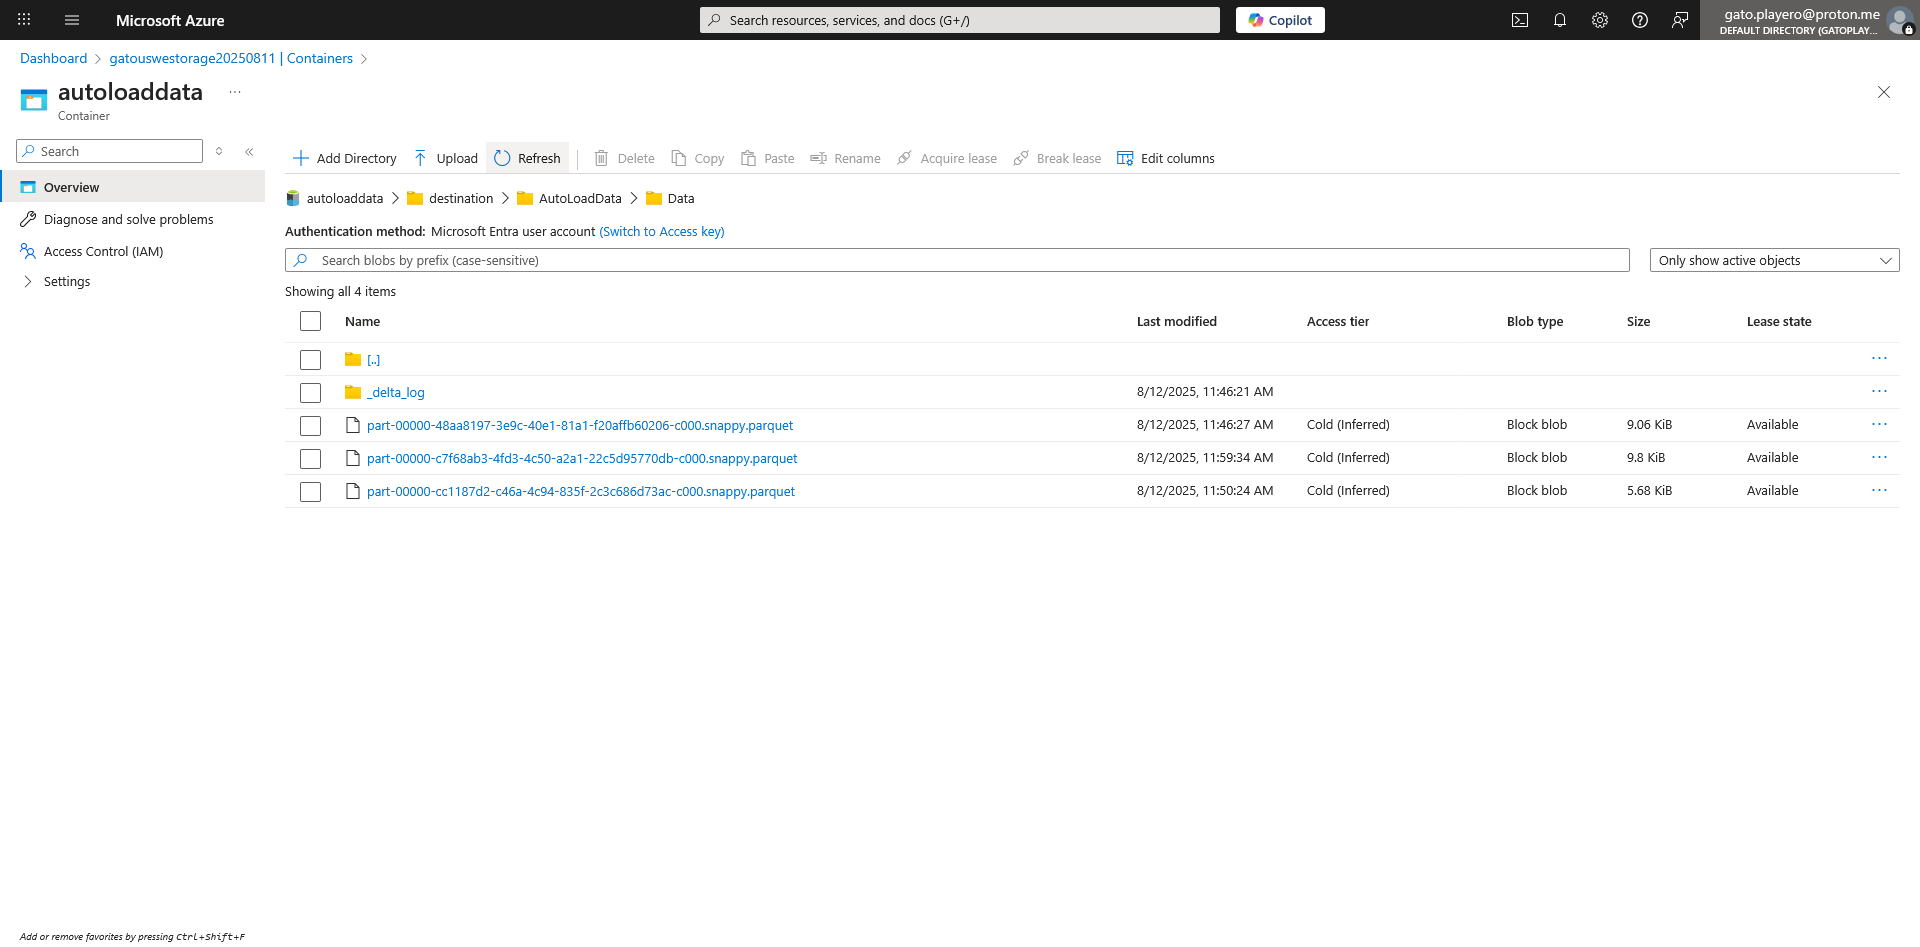 Microsoft Azure
Search resources, services, and docs (G+/)
Copilot
gato.playero@proton.me
DEFAULT DIRECTORY (GATOPLAY...
Dashboard > gatouswestorage20250811 | Containers >
autoloaddata ...
Container
Search
Overview
Diagnose and solve problems
Access Control (IAM)
Settings
Add Directory Upload Refresh Delete Copy Paste Rename Acquire lease Break lease Edit columns
autoloaddata > destination > AutoLoadData > Data
Authentication method: Microsoft Entra user account (Switch to Access key)
Search blobs by prefix (case-sensitive)
Only show active objects
Showing all 4 items
Name Last modified Access tier Blob type Size Lease state
[..] ...
_delta_log 8/12/2025, 11:46:21 AM ...
part-00000-48aa8197-3e9c-40e1-81a1-f20affb60206-c000.snappy.parquet 8/12/2025, 11:46:27 AM Cold (Inferred) Block blob 9.06 KiB Available ...
part-00000-c7f68ab3-4fd3-4c50-a2a1-22c5d95770db-c000.snappy.parquet 8/12/2025, 11:59:34 AM Cold (Inferred) Block blob 9.8 KiB Available ...
part-00000-cc1187d2-c46a-4c94-835f-2c3c686d73ac-c000.snappy.parquet 8/12/2025, 11:50:24 AM Cold (Inferred) Block blob 5.68 KiB Available ...
Add or remove favorites by pressing Ctrl+Shift+F